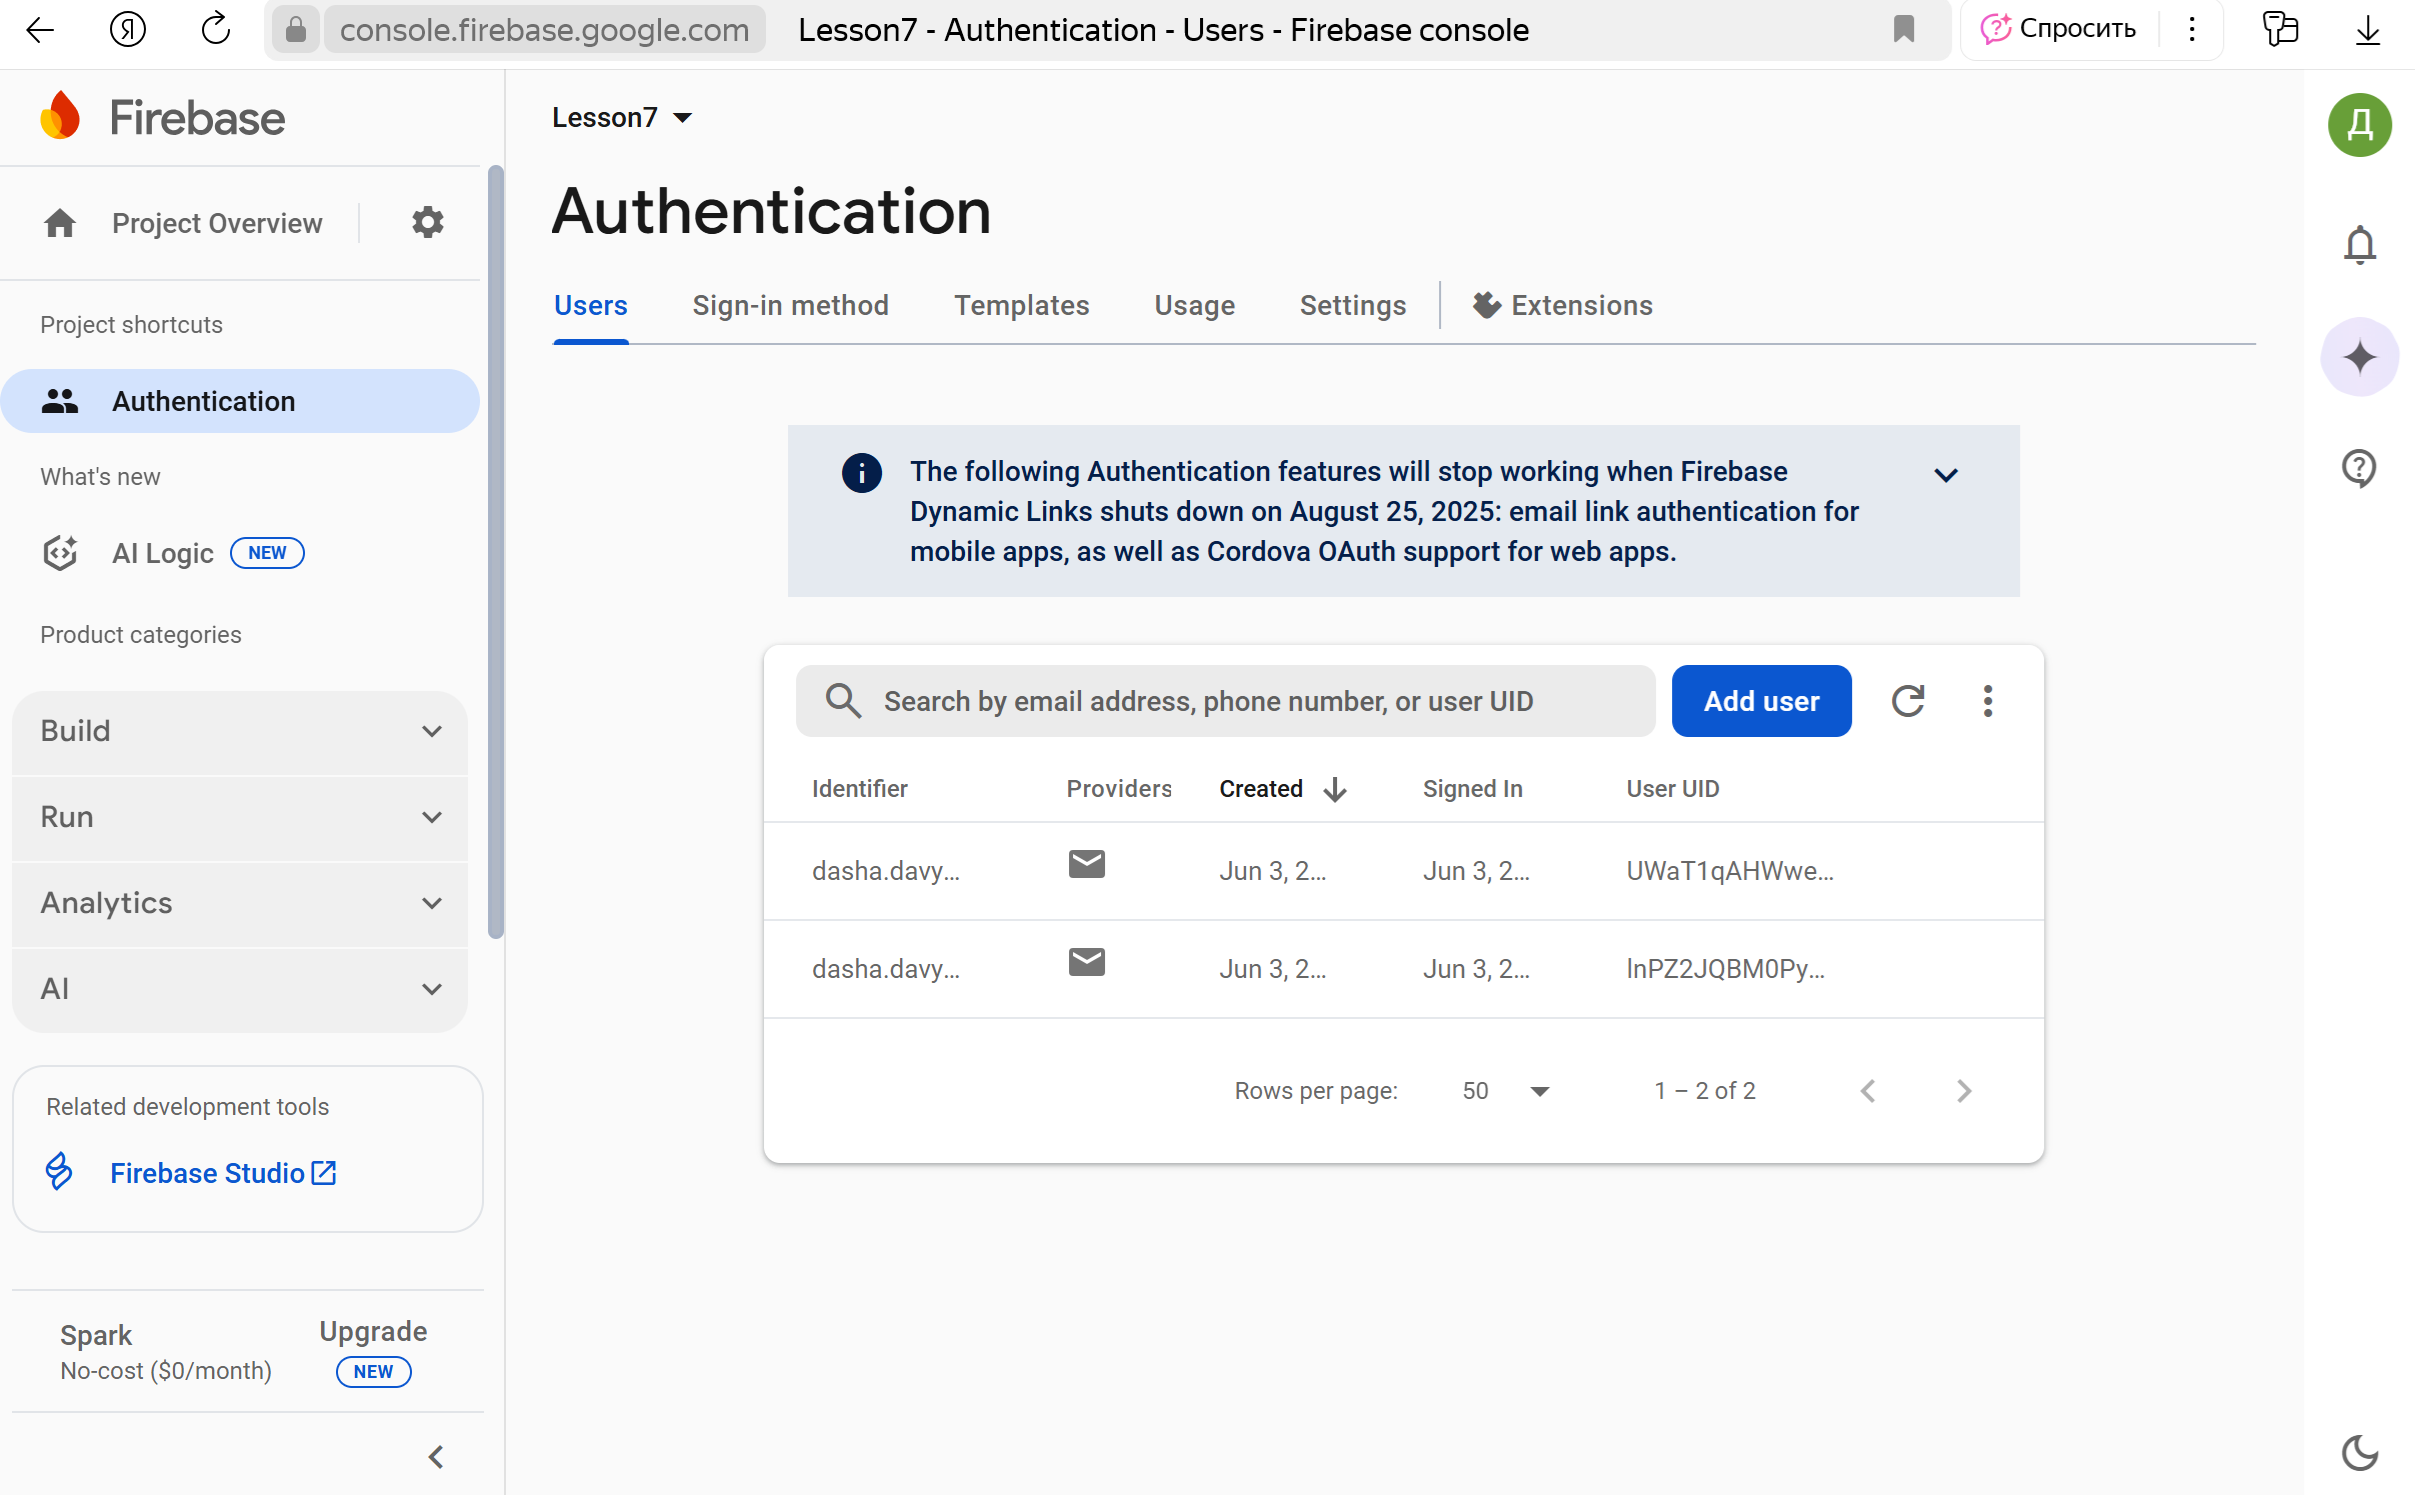 Я
console.firebase.google.com
Lesson7 - Authentication - Users - Firebase console
Спросить
Firebase
Project Overview
Project shortcuts
Authentication
What's new
AI Logic NEW
Product categories
Build
Run
Analytics
AI
Related development tools
Firebase Studio
Spark
No-cost ($0/month)
Upgrade
NEW
Lesson7
Authentication
Users
Sign-in method
Templates
Usage
Settings
Extensions
The following Authentication features will stop working when Firebase
Dynamic Links shuts down on August 25, 2025: email link authentication for
mobile apps, as well as Cordova OAuth support for web apps.
Search by email address, phone number, or user UID
Add user
Identifier Providers Created Signed In User UID
dasha.davy... Jun 3, 2... Jun 3, 2... UWaT1qAHWwe...
dasha.davy... Jun 3, 2... Jun 3, 2... lnPZ2JQBM0Py...
Rows per page: 50 1 – 2 of 2
Д